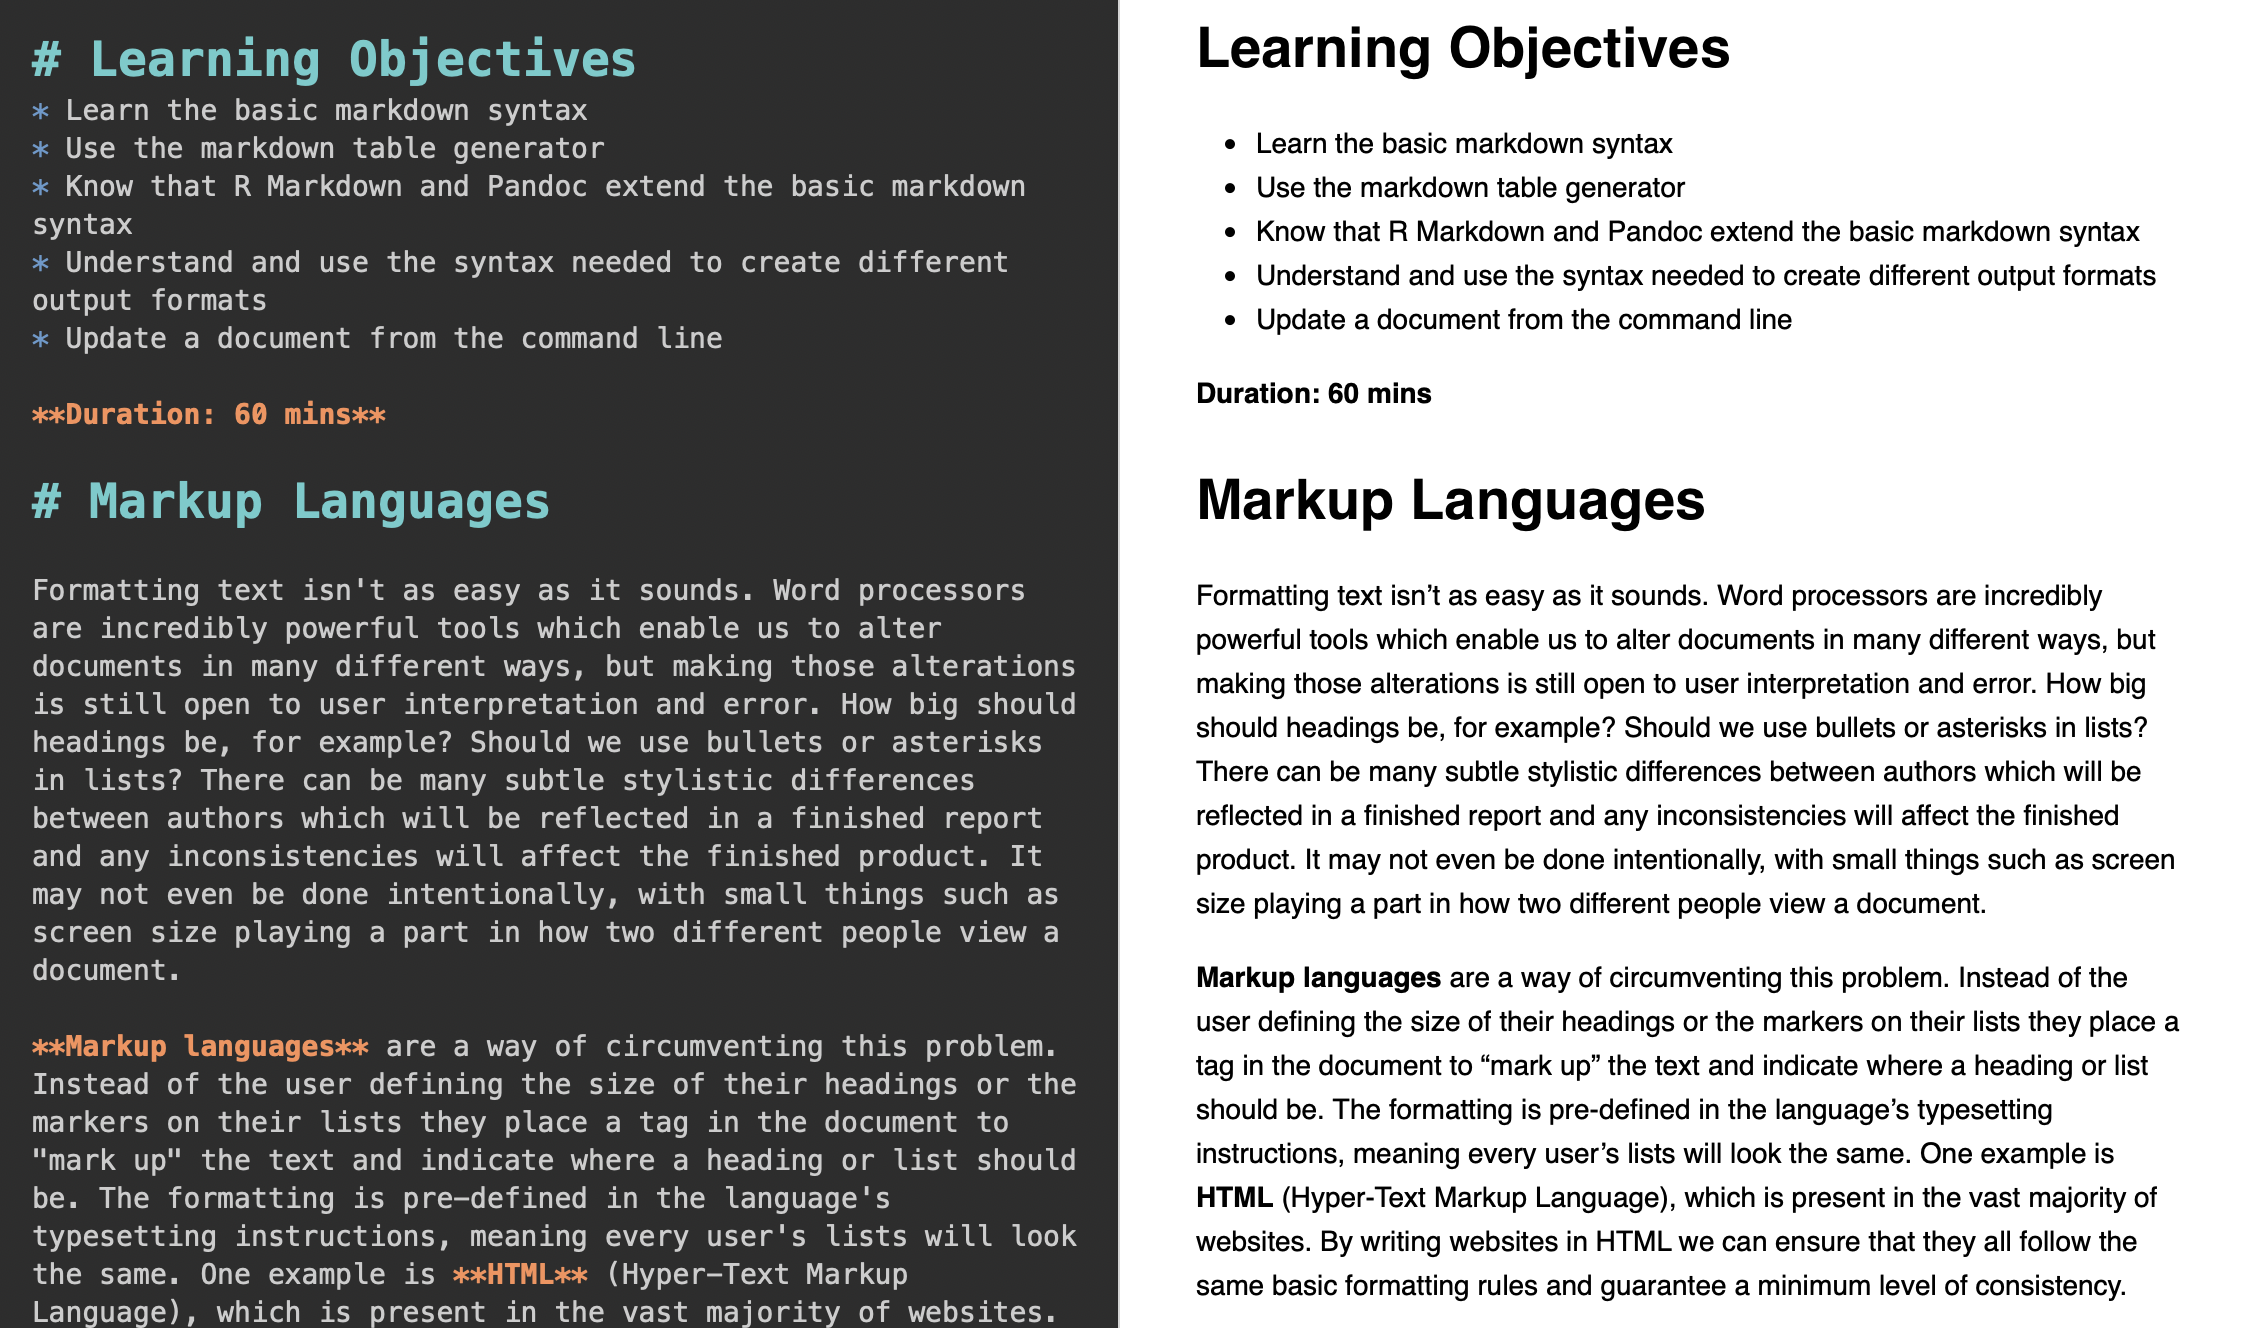 # Learning Objectives
* Learn the basic markdown syntax
* Use the markdown table generator
* Know that R Markdown and Pandoc extend the basic markdown
syntax
* Understand and use the syntax needed to create different
output formats
* Update a document from the command line
**Duration: 60 mins**
# Markup Languages
Formatting text isn't as easy as it sounds. Word processors
are incredibly powerful tools which enable us to alter
documents in many different ways, but making those alterations
is still open to user interpretation and error. How big should
headings be, for example? Should we use bullets or asterisks
in lists? There can be many subtle stylistic differences
between authors which will be reflected in a finished report
and any inconsistencies will affect the finished product. It
may not even be done intentionally, with small things such as
screen size playing a part in how two different people view a
document.
**Markup languages** are a way of circumventing this problem.
Instead of the user defining the size of their headings or the
markers on their lists they place a tag in the document to
"mark up" the text and indicate where a heading or list should
be. The formatting is pre-defined in the language's
typesetting instructions, meaning every user's lists will look
the same. One example is **HTML** (Hyper-Text Markup
Language), which is present in the vast majority of websites.
Learning Objectives
• Learn the basic markdown syntax
• Use the markdown table generator
• Know that R Markdown and Pandoc extend the basic markdown syntax
• Understand and use the syntax needed to create different output formats
• Update a document from the command line
Duration: 60 mins
Markup Languages
Formatting text isn’t as easy as it sounds. Word processors are incredibly
powerful tools which enable us to alter documents in many different ways, but
making those alterations is still open to user interpretation and error. How big
should headings be, for example? Should we use bullets or asterisks in lists?
There can be many subtle stylistic differences between authors which will be
reflected in a finished report and any inconsistencies will affect the finished
product. It may not even be done intentionally, with small things such as screen
size playing a part in how two different people view a document.
Markup languages are a way of circumventing this problem. Instead of the
user defining the size of their headings or the markers on their lists they place a
tag in the document to “mark up” the text and indicate where a heading or list
should be. The formatting is pre-defined in the language’s typesetting
instructions, meaning every user’s lists will look the same. One example is
HTML (Hyper-Text Markup Language), which is present in the vast majority of
websites. By writing websites in HTML we can ensure that they all follow the
same basic formatting rules and guarantee a minimum level of consistency.